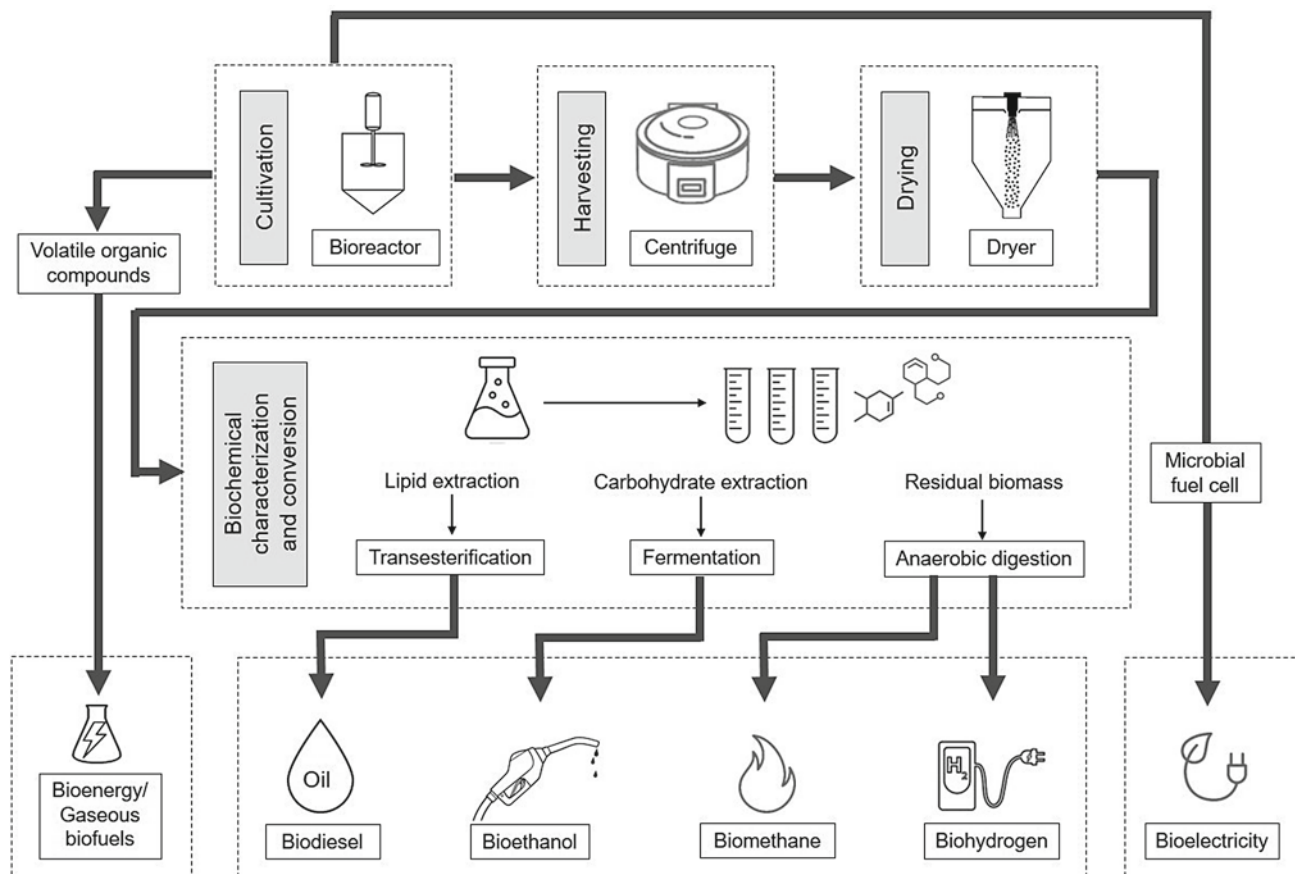 Cultivation
Bioreactor
Harvesting
Centrifuge
Drying
Dryer
Volatile organic
compounds
Biochemical
characterization
and conversion
Lipid extraction
Carbohydrate extraction
Residual biomass
Transesterification
Fermentation
Anaerobic digestion
Microbial
fuel cell
Bioenergy/
Gaseous
biofuels
Oil
Biodiesel
Bioethanol
Biomethane
H2
Biohydrogen
Bioelectricity